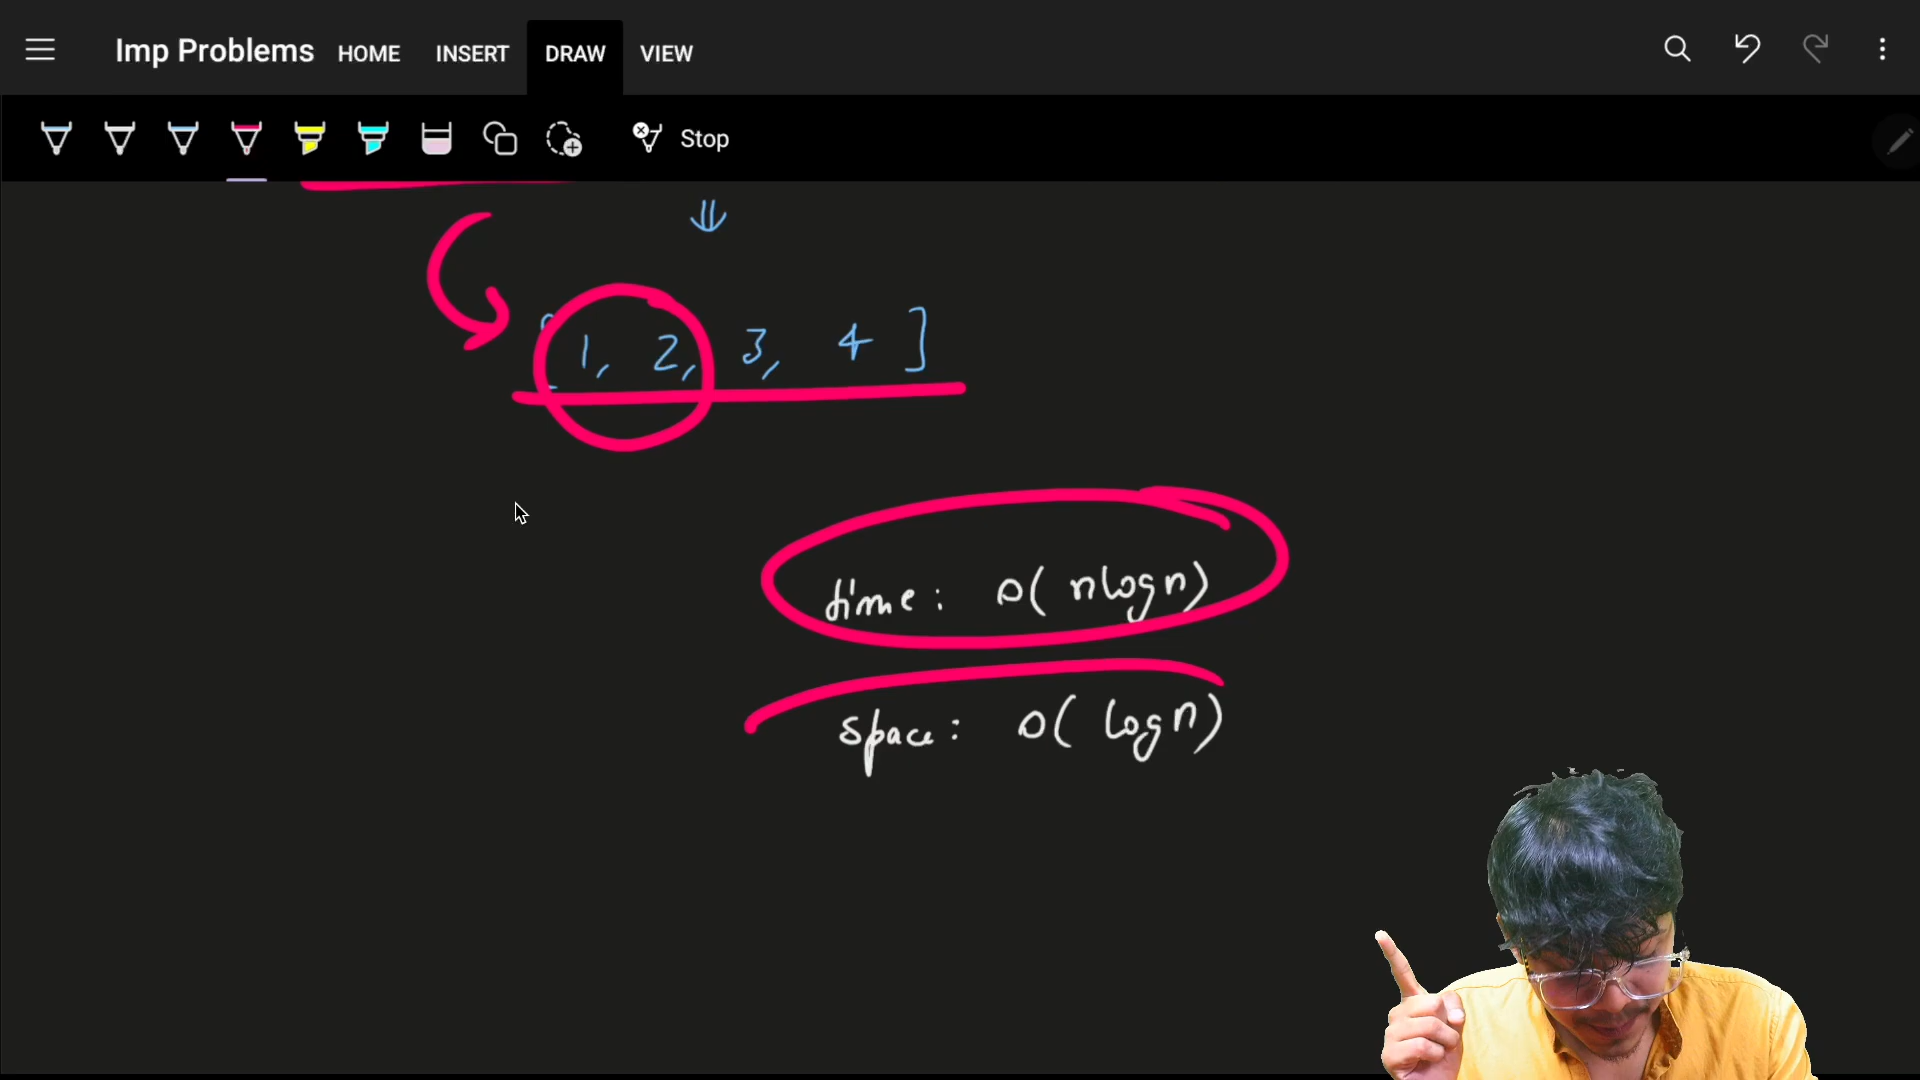 Imp Problems HOME INSERT DRAW VIEW
Stop
[1, 2, 3, 4]
time: O(nlogn)
space: O(logn)